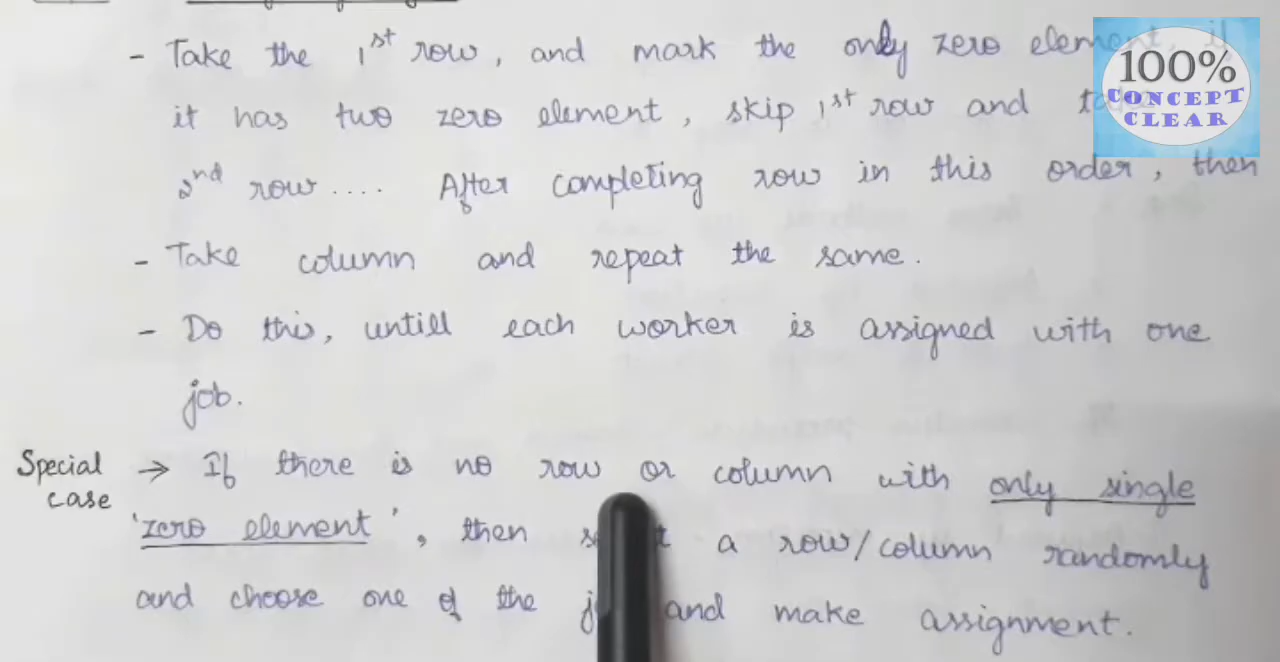 - Take the 1st row, and mark the only zero element, if
it has two zero element, skip 1st row and take
2nd row .... After completing row in this order, then
- Take column and repeat the same.
- Do this, untill each worker is assigned with one
job.
Special case → If there is no row or column with only single
'zero element', then a row/column randomly
and choose one of the and make assignment.
100%
CONCEPT
CLEAR